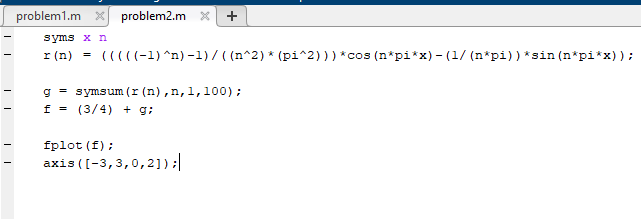 problem1.m × problem2.m × +
syms x n
r(n) = (((((-1)^n)-1)/((n^2)*(pi^2)))*cos(n*pi*x)-(1/(n*pi))*sin(n*pi*x));
g = symsum(r(n),n,1,100);
f = (3/4) + g;
fplot(f);
axis([-3,3,0,2]);